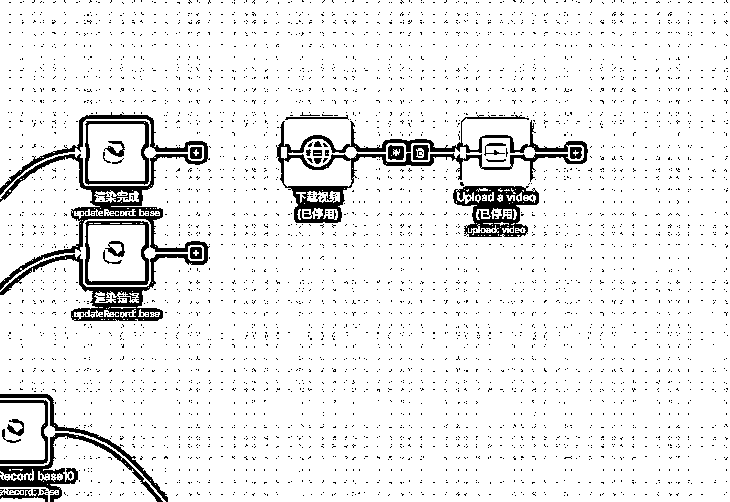 渲染完成
updateRecord: base
下载视频
(已停用)
Upload a video
(已停用)
upload: video
渲染错误
updateRecord: base
Record base10
eRecord: base